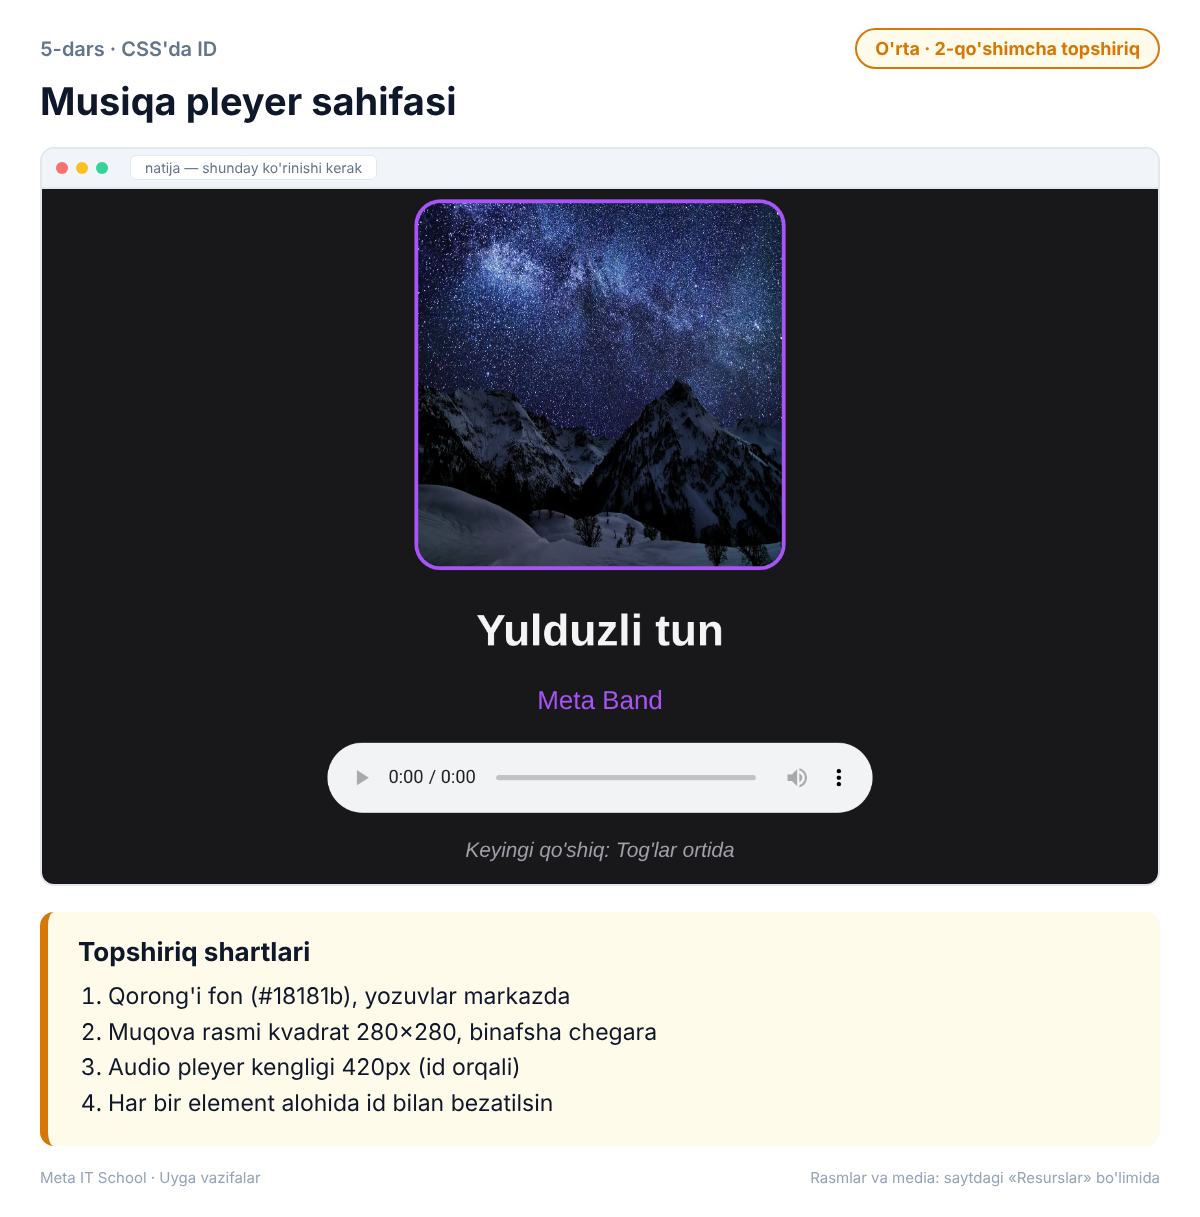 5-dars · CSS'da ID
O'rta · 2-qo'shimcha topshiriq
Musiqa pleyer sahifasi
natija — shunday ko'rinishi kerak
Yulduzli tun
Meta Band
0:00 / 0:00
Keyingi qo'shiq: Tog'lar ortida
Topshiriq shartlari
1. Qorong'i fon (#18181b), yozuvlar markazda
2. Muqova rasmi kvadrat 280×280, binafsha chegara
3. Audio pleyer kengligi 420px (id orqali)
4. Har bir element alohida id bilan bezatilsin
Meta IT School · Uyga vazifalar
Rasmlar va media: saytdagi «Resurslar» bo'limida